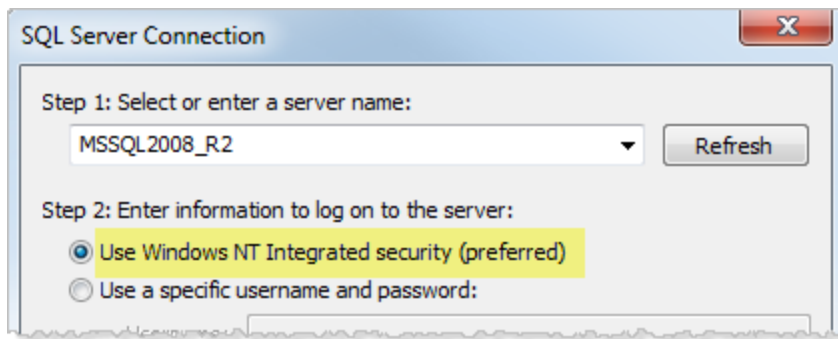 SQL Server Connection
Step 1: Select or enter a server name:
MSSQL2008_R2
Refresh
Step 2: Enter information to log on to the server:
Use Windows NT Integrated security (preferred)
Use a specific username and password: